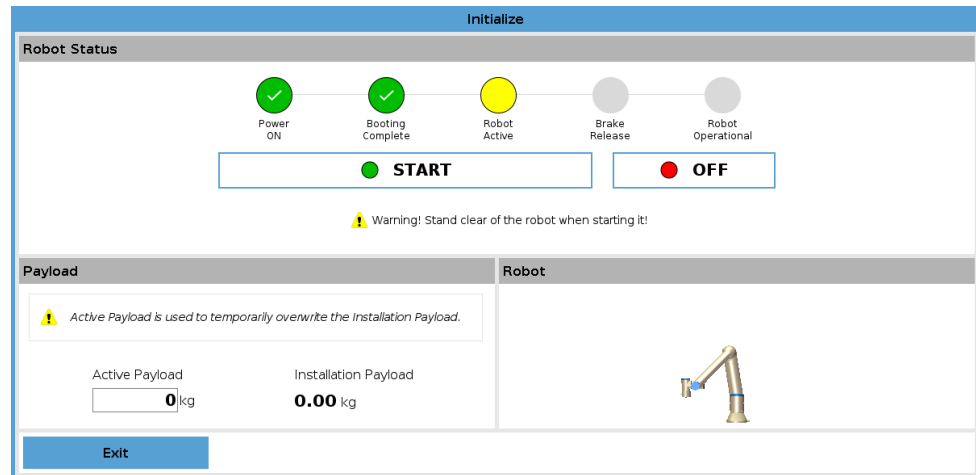 Initialize
Robot Status
Power
ON
Booting
Complete
Robot
Active
Brake
Release
Robot
Operational
START
OFF
Warning! Stand clear of the robot when starting it!
Payload
Active Payload is used to temporarily overwrite the Installation Payload.
Active Payload
0 kg
Installation Payload
0.00 kg
Robot
Exit